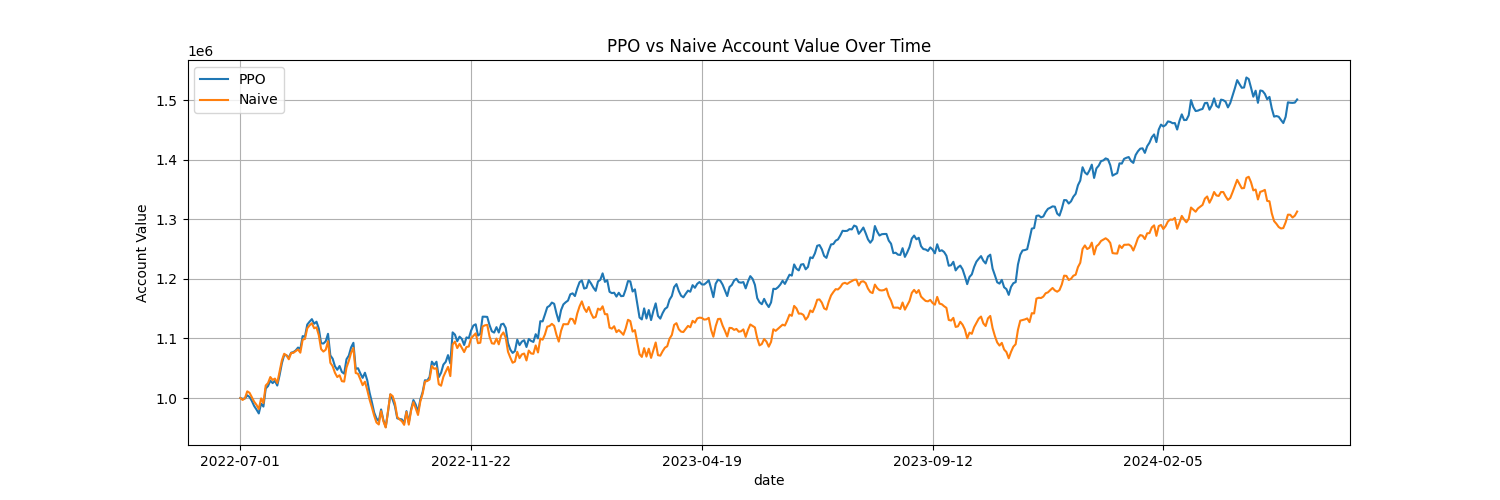 PPO vs Naive Account Value Over Time
1e6
PPO
Naive
1.5
1.4
1.3
1.2
1.1
1.0
Account Value
2022-07-01
2022-11-22
2023-04-19
2023-09-12
2024-02-05
date